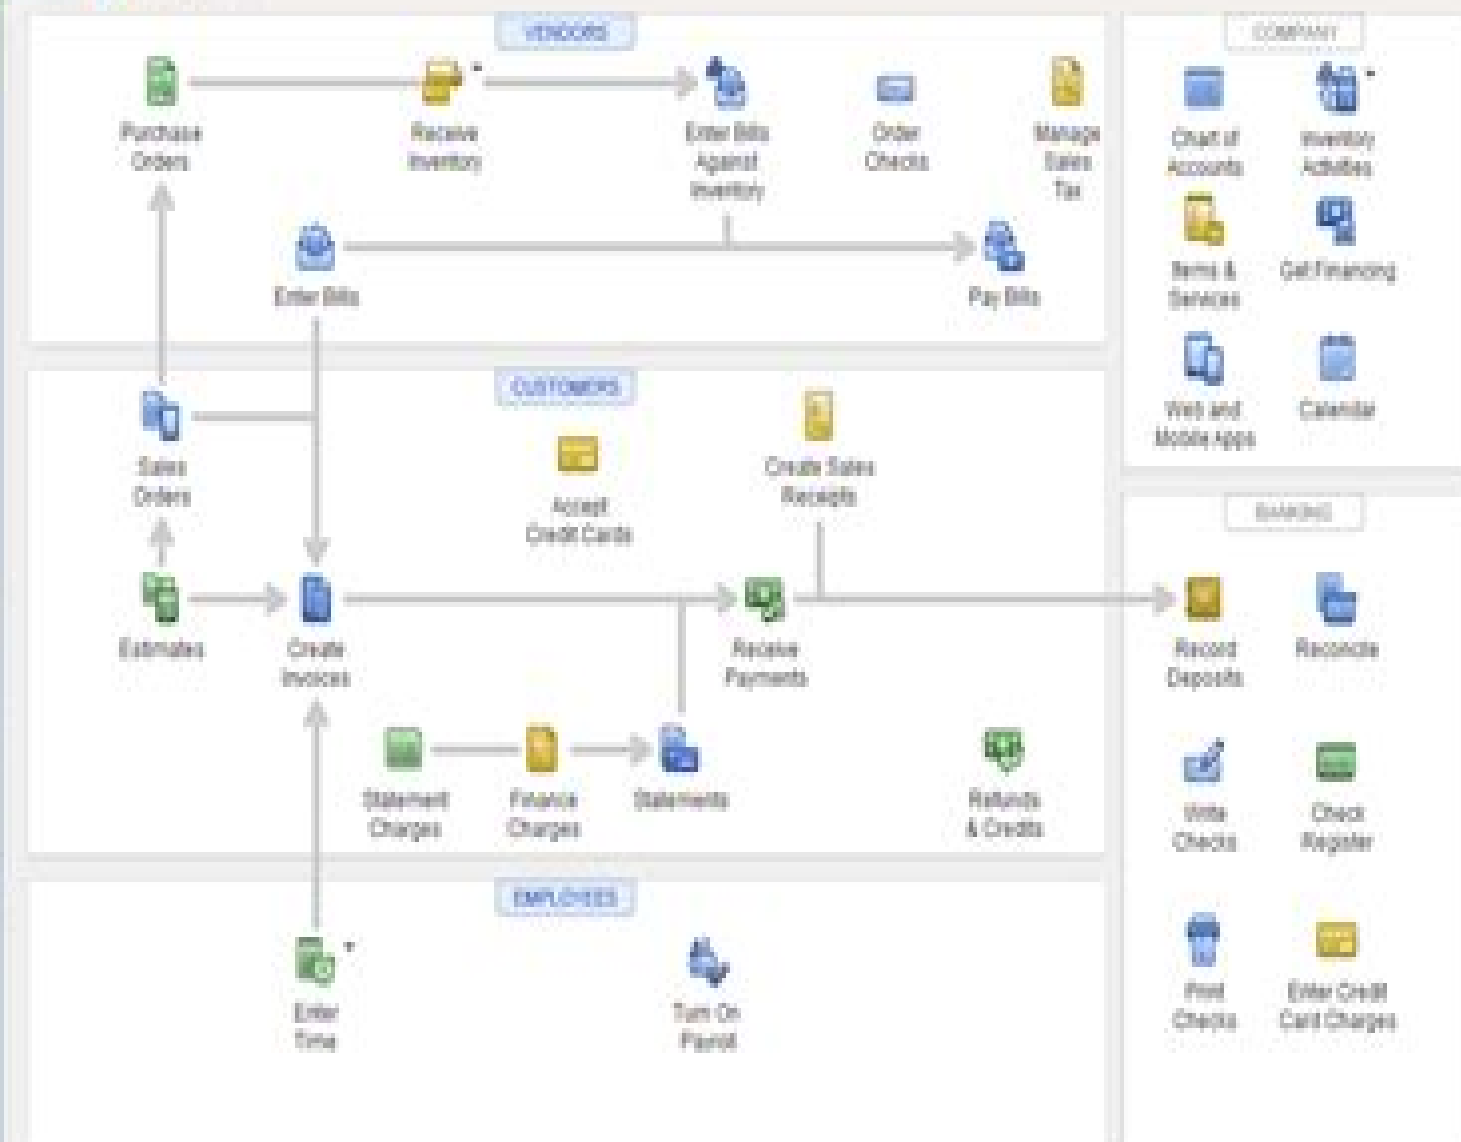 VENDORS
Purchase
Orders
Receive
Inventory
Enter Bills
Against
Inventory
Order
Checks
Manage
Sales
Tax
Enter Bills
Pay Bills
CUSTOMERS
Sales
Orders
Accept
Credit Cards
Create Sales
Receipts
Estimates
Create
Invoices
Receive
Payments
Statement
Charges
Finance
Charges
Statements
Refunds
& Credits
EMPLOYEES
Enter
Time
Turn On
Payroll
COMPANY
Chart of
Accounts
Inventory
Activities
Items &
Services
Get Financing
Web and
Mobile Apps
Calendar
BANKING
Record
Deposits
Reconcile
Write
Checks
Check
Register
Print
Checks
Enter Credit
Card Charges